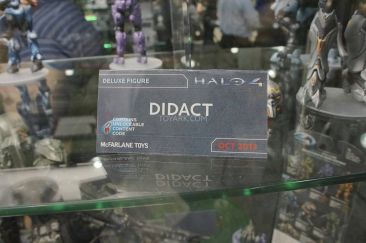 DELUXE FIGURE
HALO 4
DIDACT
TOYARK.COM
CONTAINS
UNLOCKABLE
CONTENT
CODE
McFARLANE TOYS
OCT 2013